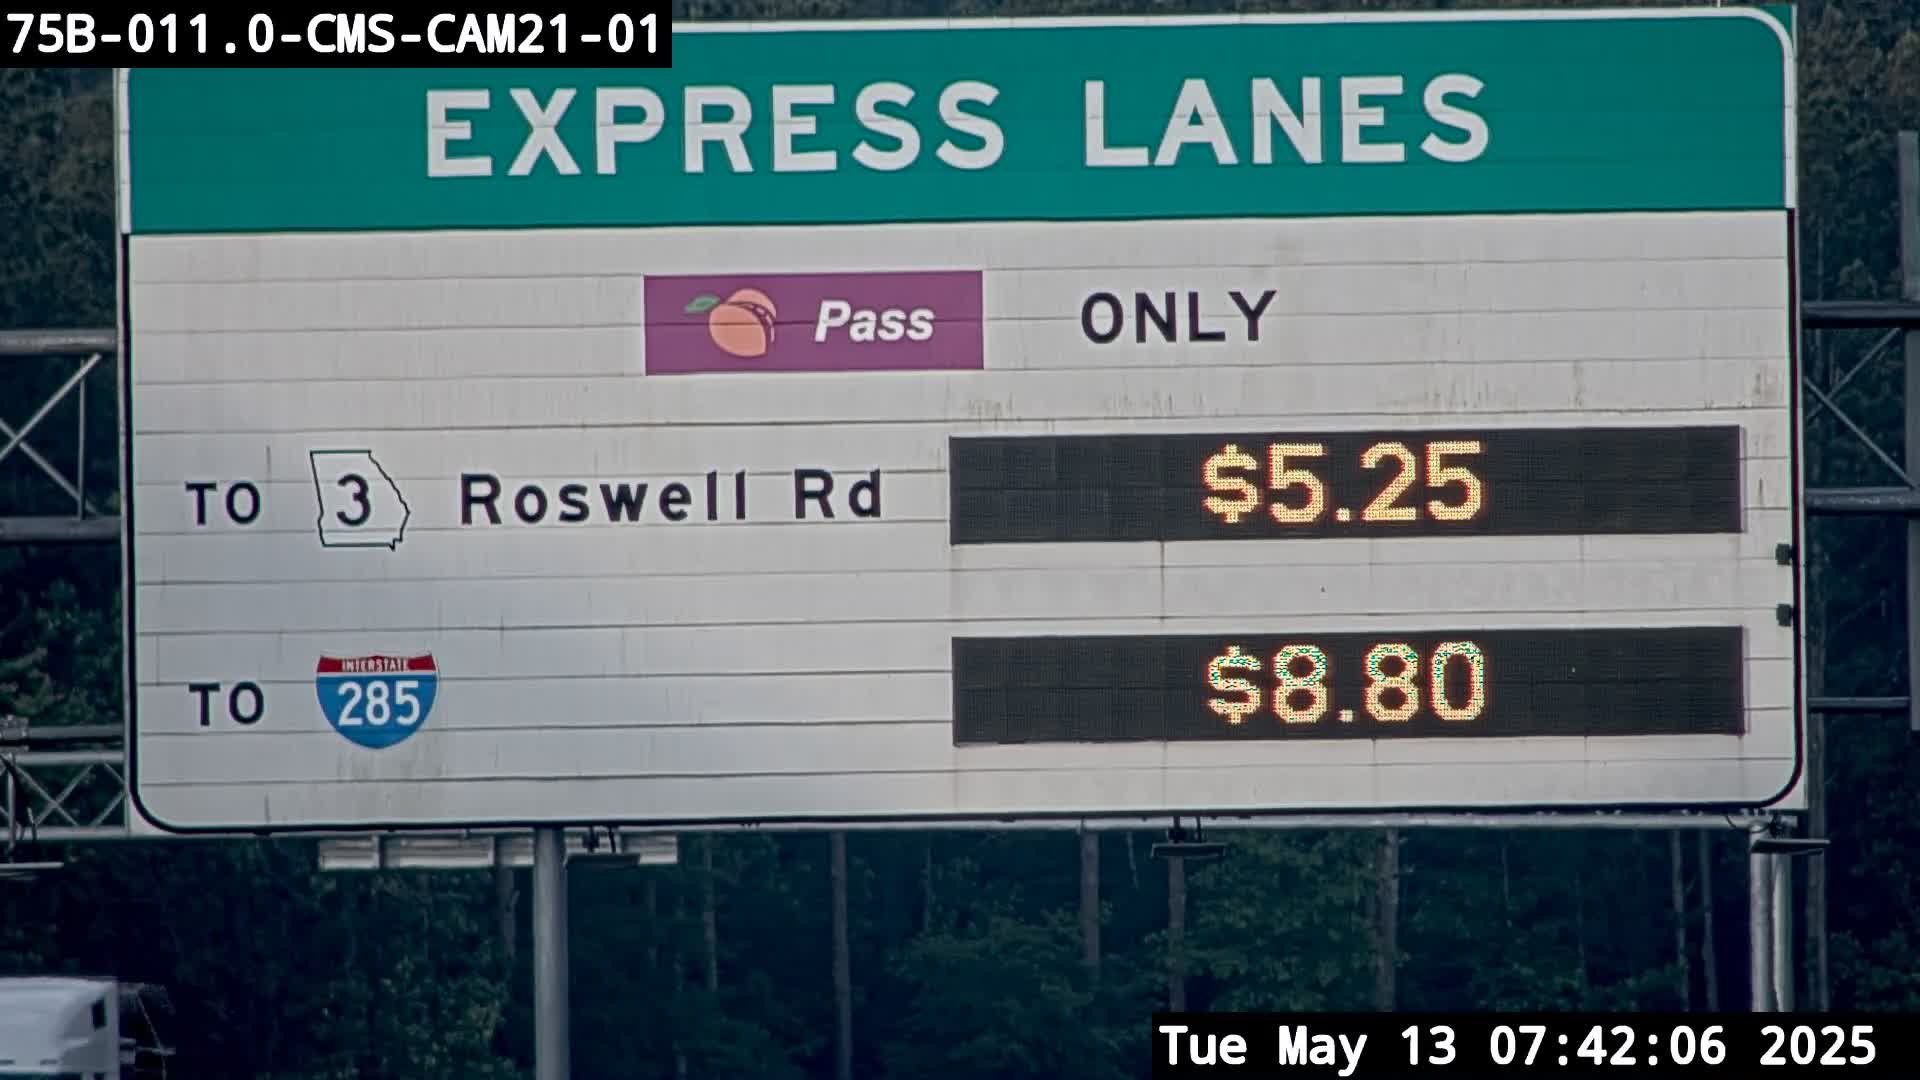 75B-011.0-CMS-CAM21-01
EXPRESS LANES
Pass ONLY
TO 3 Roswell Rd $5.25
TO INTERSTATE 285 $8.80
Tue May 13 07:42:06 2025